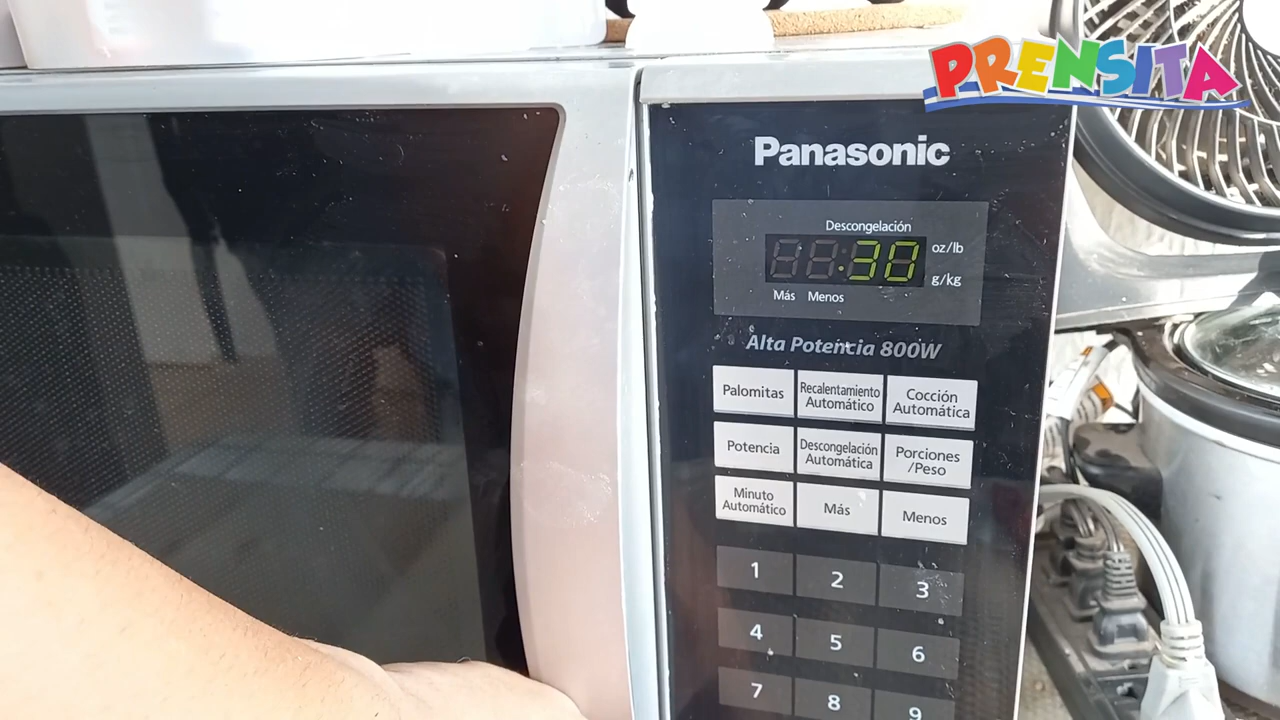 PRENSITA
Panasonic
Descongelación
:30
oz/lb
g/kg
Más Menos
Alta Potencia 800W
Palomitas
Recalentamiento
Automático
Cocción
Automática
Potencia
Descongelación
Automática
Porciones
/Peso
Minuto
Automático
Más
Menos
1 2 3
4 5 6
7 8 9